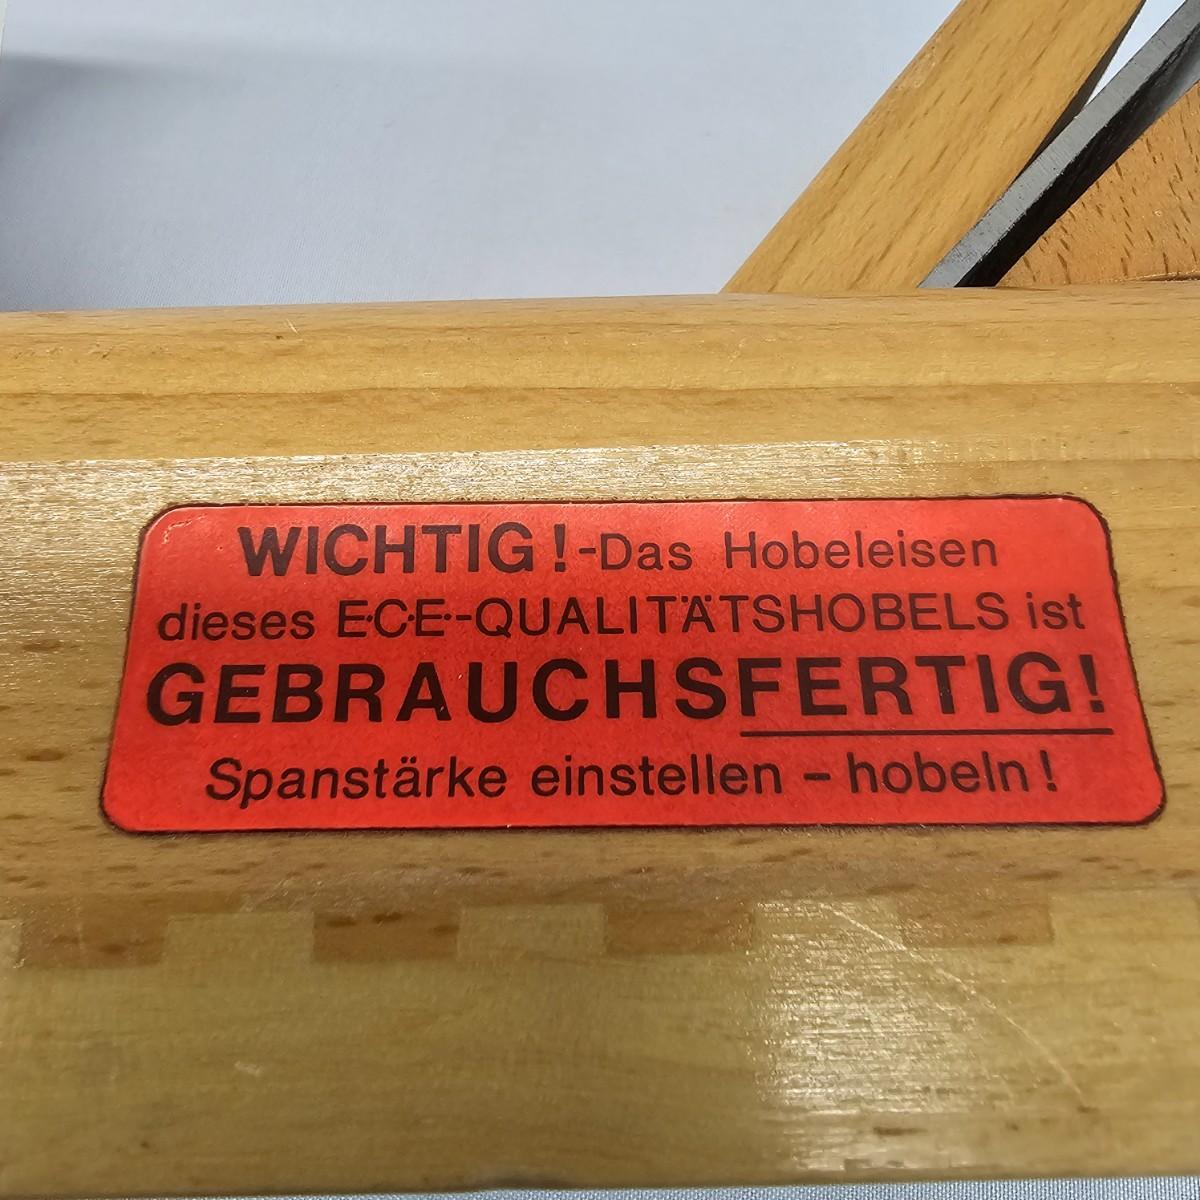 WICHTIG!-Das Hobeleisen
dieses E·C·E·-QUALITÄTSHOBELS ist
GEBRAUCHSFERTIG!
Spanstärke einstellen – hobeln!